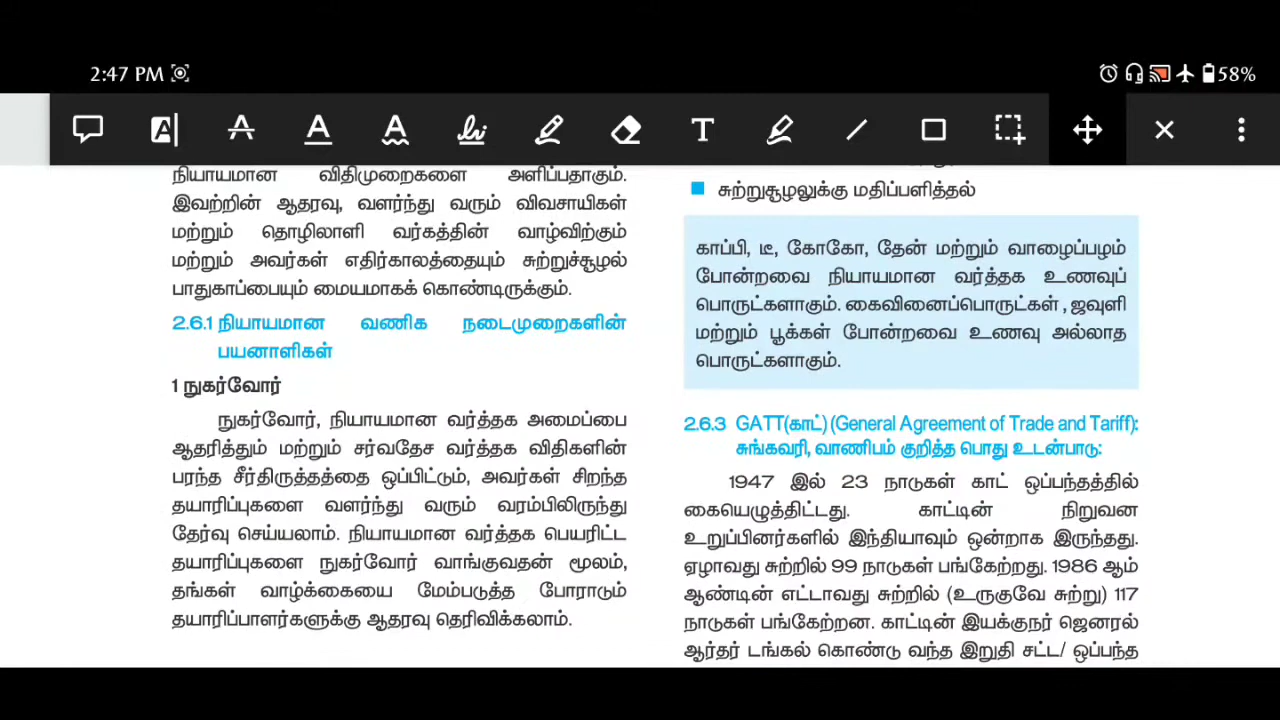 2:47 PM
58%
நியாயமான விதிமுறைகளை அளிப்பதாகும்.
இவற்றின் ஆதரவு, வளர்ந்து வரும் விவசாயிகள்
மற்றும் தொழிலாளி வர்கத்தின் வாழ்விற்கும்
மற்றும் அவர்கள் எதிர்காலத்தையும் சுற்றுச்சூழல்
பாதுகாப்பையும் மையமாகக் கொண்டிருக்கும்.
2.6.1 நியாயமான வணிக நடைமுறைகளின்
பயனாளிகள்
1 நுகர்வோர்
நுகர்வோர், நியாயமான வர்த்தக அமைப்பை
ஆதரித்தும் மற்றும் சர்வதேச வர்த்தக விதிகளின்
பரந்த சீர்திருத்தத்தை ஒப்பிட்டும், அவர்கள் சிறந்த
தயாரிப்புகளை வளர்ந்து வரும் வரம்பிலிருந்து
தேர்வு செய்யலாம். நியாயமான வர்த்தக பெயரிட்ட
தயாரிப்புகளை நுகர்வோர் வாங்குவதன் மூலம்,
தங்கள் வாழ்க்கையை மேம்படுத்த போராடும்
தயாரிப்பாளர்களுக்கு ஆதரவு தெரிவிக்கலாம்.
சுற்றுசூழலுக்கு மதிப்பளித்தல்
காப்பி, டீ, கோகோ, தேன் மற்றும் வாழைப்பழம்
போன்றவை நியாயமான வர்த்தக உணவுப்
பொருட்களாகும். கைவினைப்பொருட்கள் , ஜவுளி
மற்றும் பூக்கள் போன்றவை உணவு அல்லாத
பொருட்களாகும்.
2.6.3 GATT(காட்) (General Agreement of Trade and Tariff):
சுங்கவரி, வாணிபம் குறித்த பொது உடன்பாடு:
1947 இல் 23 நாடுகள் காட் ஒப்பந்தத்தில்
கையெழுத்திட்டது. காட்டின் நிறுவன
உறுப்பினர்களில் இந்தியாவும் ஒன்றாக இருந்தது.
ஏழாவது சுற்றில் 99 நாடுகள் பங்கேற்றது. 1986 ஆம்
ஆண்டின் எட்டாவது சுற்றில் (உருகுவே சுற்று) 117
நாடுகள் பங்கேற்றன. காட்டின் இயக்குநர் ஜெனரல்
ஆர்தர் டங்கல் கொண்டு வந்த இறுதி சட்ட/ ஒப்பந்த